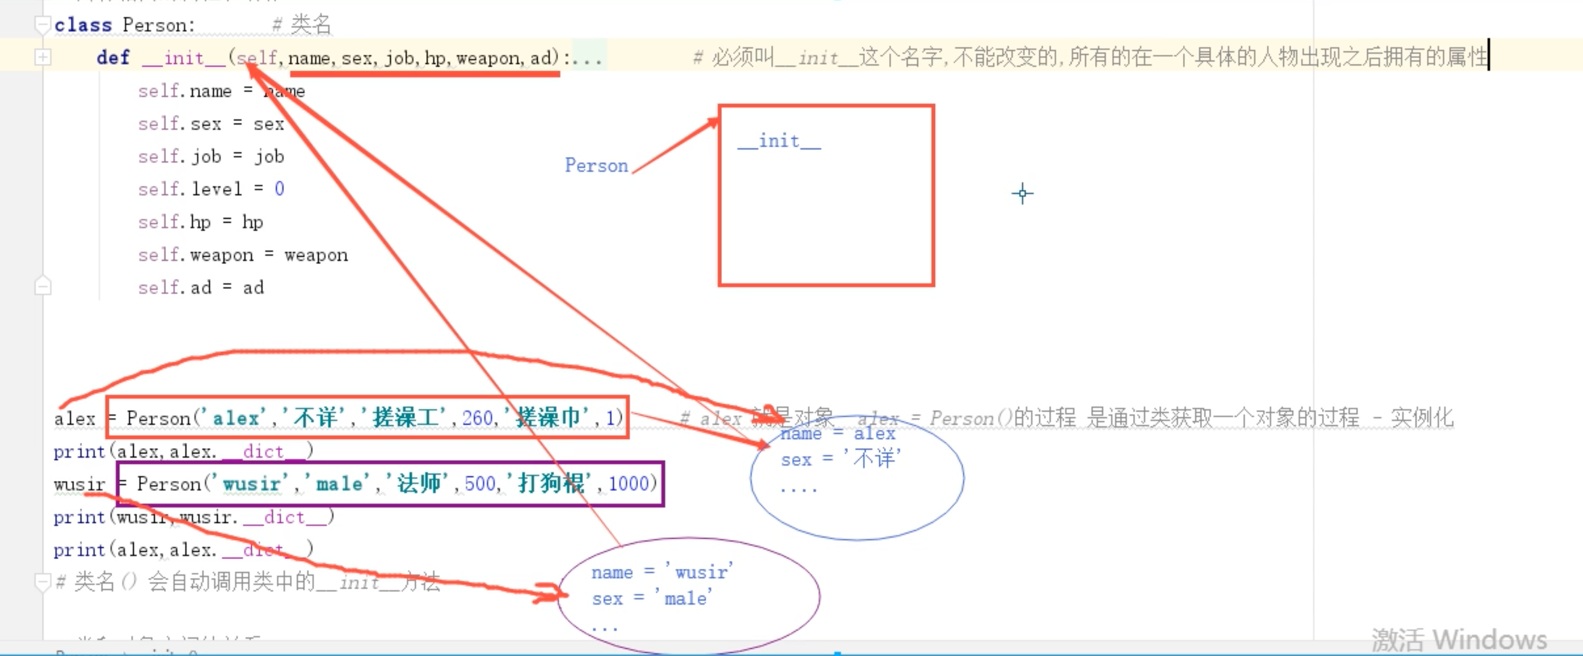 class Person:    # 类名
def __init__(self,name,sex,job,hp,weapon,ad):...    # 必须叫__init__这个名字,不能改变的,所有的在一个具体的人物出现之后拥有的属性
self.name = name
self.sex = sex
self.job = job
self.level = 0
self.hp = hp
self.weapon = weapon
self.ad = ad
Person
__init__
alex = Person('alex','不详','搓澡工',260,'搓澡巾',1)    # alex 就是对象 alex = Person()的过程 是通过类获取一个对象的过程 - 实例化
print(alex,alex.__dict__)
wusir = Person('wusir','male','法师',500,'打狗棍',1000)
print(wusir,wusir.__dict__)
print(alex,alex.__dict__)
# 类名() 会自动调用类中的__init__方法
name = alex
sex = '不详'
....
name = 'wusir'
sex = 'male'
...
激活 Windows